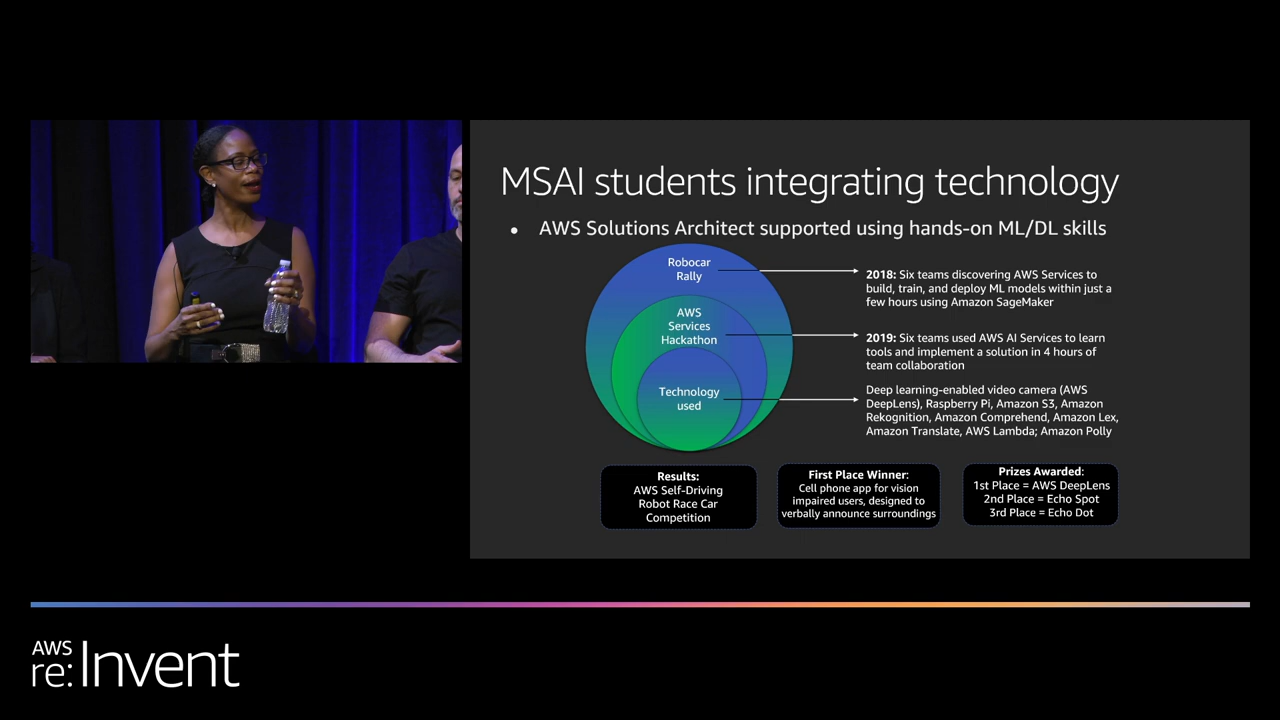 MSAI students integrating technology
• AWS Solutions Architect supported using hands-on ML/DL skills
Robocar
Rally
2018: Six teams discovering AWS Services to
build, train, and deploy ML models within just a
few hours using Amazon SageMaker
AWS
Services
Hackathon
2019: Six teams used AWS AI Services to learn
tools and implement a solution in 4 hours of
team collaboration
Technology
used
Deep learning-enabled video camera (AWS
DeepLens), Raspberry Pi, Amazon S3, Amazon
Rekognition, Amazon Comprehend, Amazon Lex,
Amazon Translate, AWS Lambda; Amazon Polly
Results:
AWS Self-Driving
Robot Race Car
Competition
First Place Winner:
Cell phone app for vision
impaired users, designed to
verbally announce surroundings
Prizes Awarded:
1st Place = AWS DeepLens
2nd Place = Echo Spot
3rd Place = Echo Dot
AWS
re:Invent